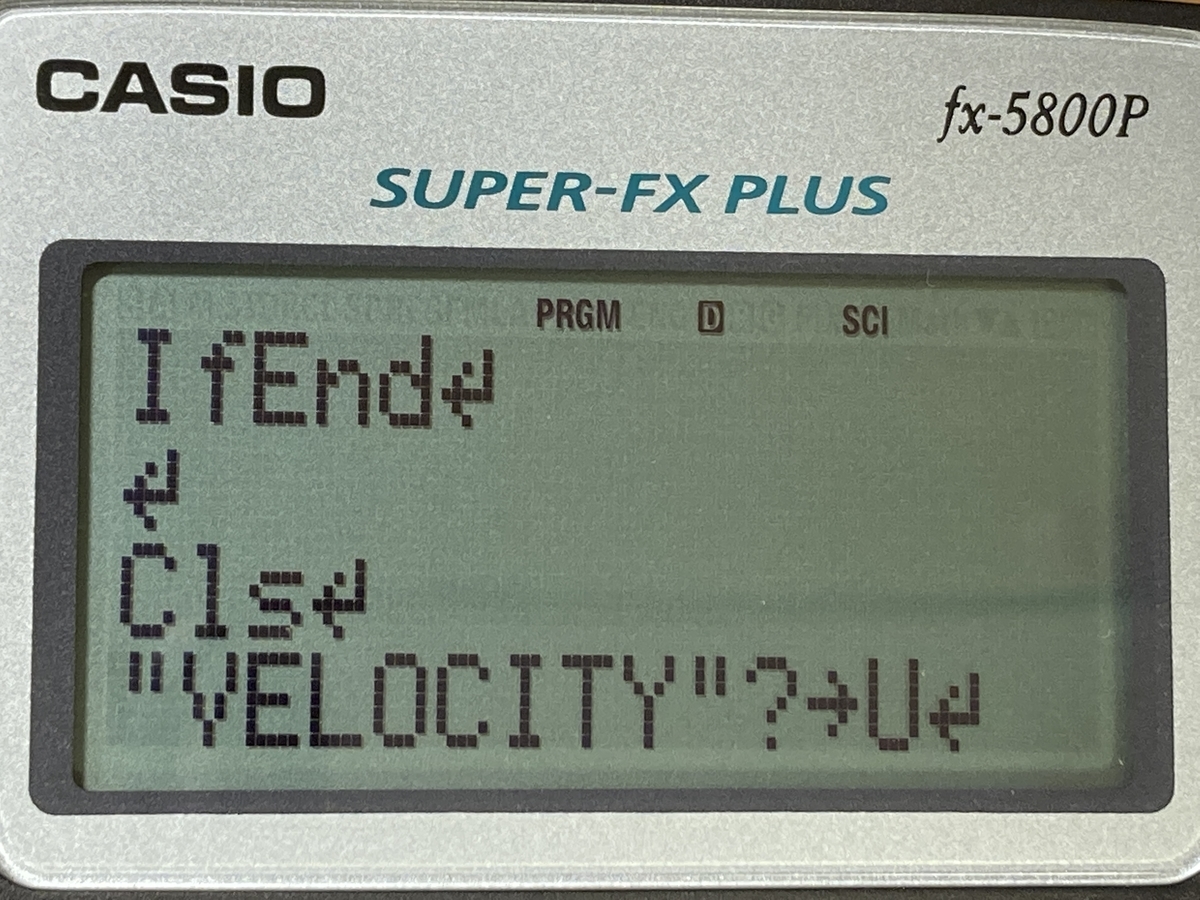 CASIO
fx-5800P
SUPER-FX PLUS
PRGM D SCI
IfEnd↵
↵
Cls↵
"VELOCITY"?→U↵